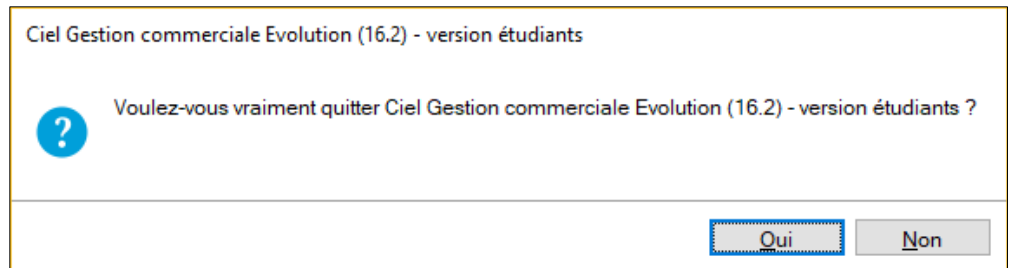 Ciel Gestion commerciale Evolution (16.2) - version étudiants
Voulez-vous vraiment quitter Ciel Gestion commerciale Evolution (16.2) - version étudiants ?
Oui
Non